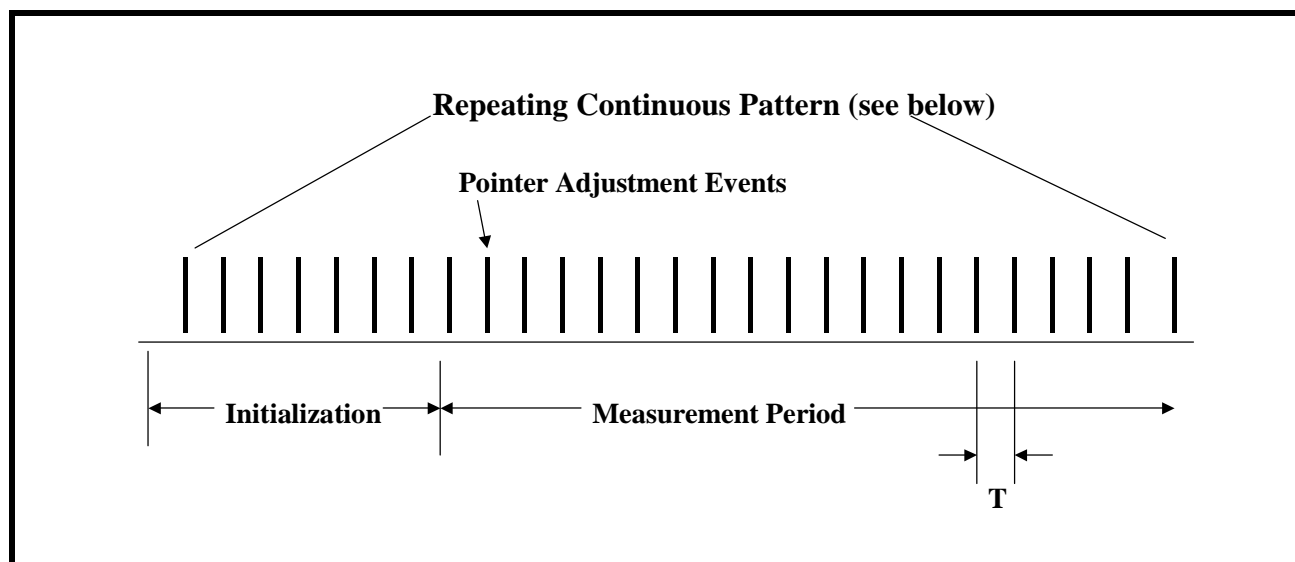 Repeating Continuous Pattern (see below)
Pointer Adjustment Events
Initialization
Measurement Period
T